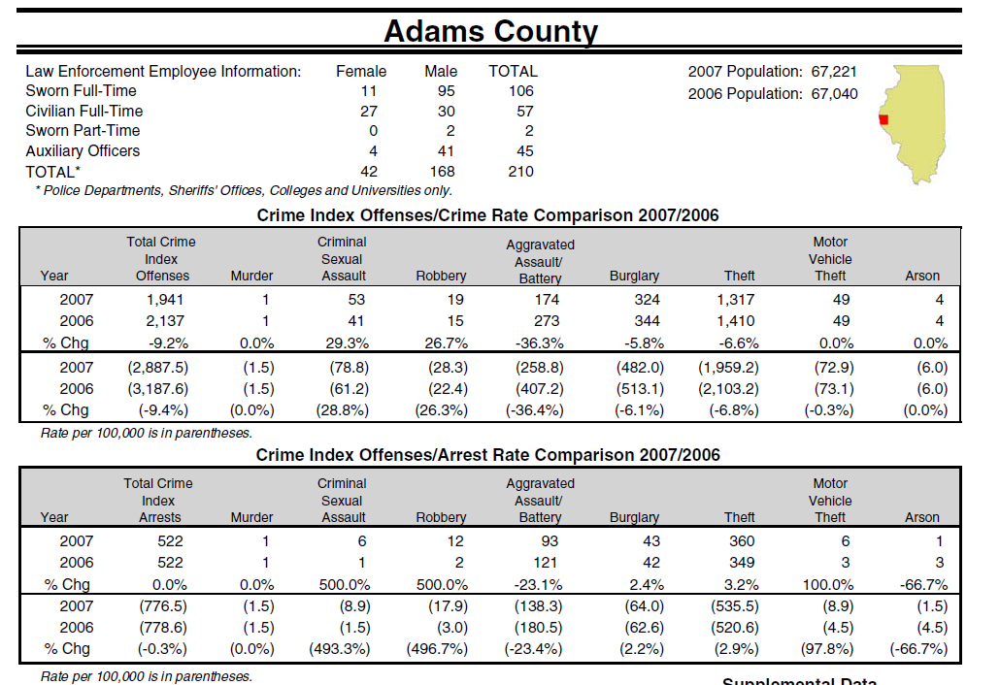 Adams County
Law Enforcement Employee Information: Female Male TOTAL
2007 Population: 67,221
Sworn Full-Time 11 95 106
2006 Population: 67,040
Civilian Full-Time 27 30 57
Sworn Part-Time 0 2 2
Auxiliary Officers 4 41 45
TOTAL* 42 168 210
* Police Departments, Sheriffs' Offices, Colleges and Universities only.
Crime Index Offenses/Crime Rate Comparison 2007/2006
Total Crime Criminal Aggravated Motor
Index Sexual Assault/ Vehicle
Year Offenses Murder Assault Robbery Battery Burglary Theft Theft Arson
2007 1,941 1 53 19 174 324 1,317 49 4
2006 2,137 1 41 15 273 344 1,410 49 4
% Chg -9.2% 0.0% 29.3% 26.7% -36.3% -5.8% -6.6% 0.0% 0.0%
2007 (2,887.5) (1.5) (78.8) (28.3) (258.8) (482.0) (1,959.2) (72.9) (6.0)
2006 (3,187.6) (1.5) (61.2) (22.4) (407.2) (513.1) (2,103.2) (73.1) (6.0)
% Chg (-9.4%) (0.0%) (28.8%) (26.3%) (-36.4%) (-6.1%) (-6.8%) (-0.3%) (0.0%)
Rate per 100,000 is in parentheses.
Crime Index Offenses/Arrest Rate Comparison 2007/2006
Total Crime Criminal Aggravated Motor
Index Sexual Assault/ Vehicle
Year Arrests Murder Assault Robbery Battery Burglary Theft Theft Arson
2007 522 1 6 12 93 43 360 6 1
2006 522 1 1 2 121 42 349 3 3
% Chg 0.0% 0.0% 500.0% 500.0% -23.1% 2.4% 3.2% 100.0% -66.7%
2007 (776.5) (1.5) (8.9) (17.9) (138.3) (64.0) (535.5) (8.9) (1.5)
2006 (778.6) (1.5) (1.5) (3.0) (180.5) (62.6) (520.6) (4.5) (4.5)
% Chg (-0.3%) (0.0%) (493.3%) (496.7%) (-23.4%) (2.2%) (2.9%) (97.8%) (-66.7%)
Rate per 100,000 is in parentheses.
Supplemental Data